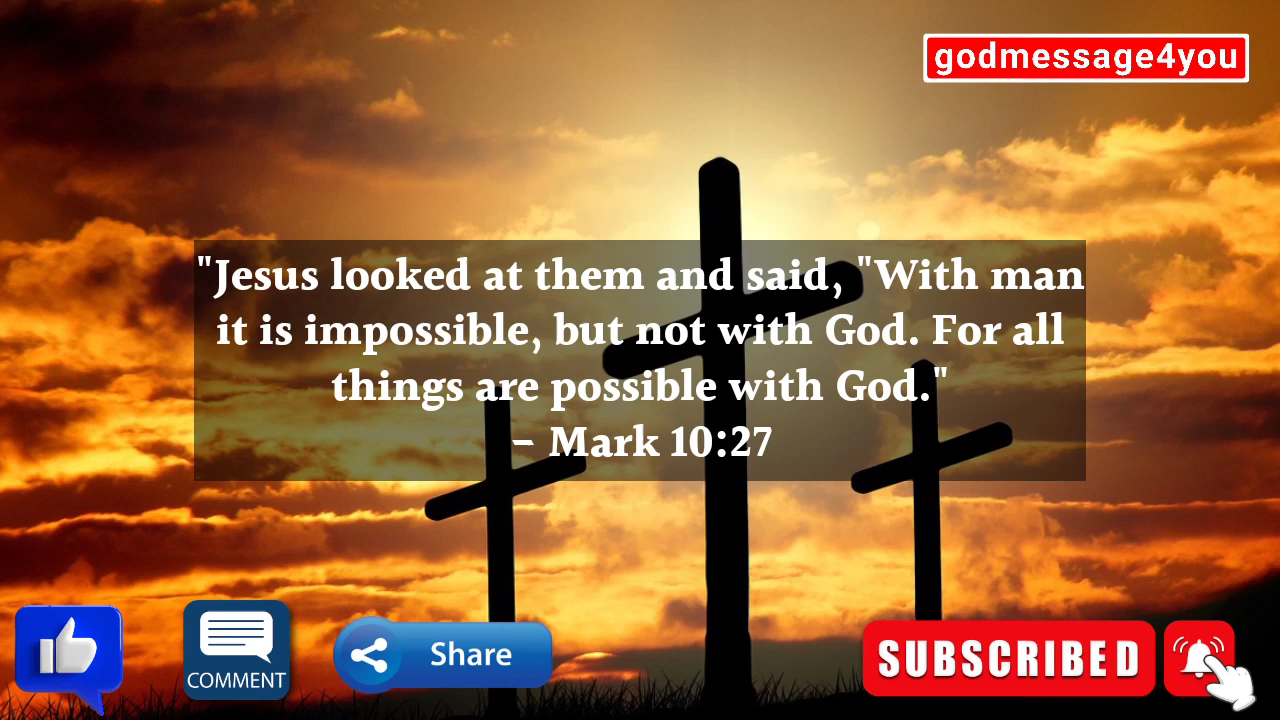 godmessage4you
"Jesus looked at them and said, "With man
it is impossible, but not with God. For all
things are possible with God."
- Mark 10:27
COMMENT
Share
SUBSCRIBED